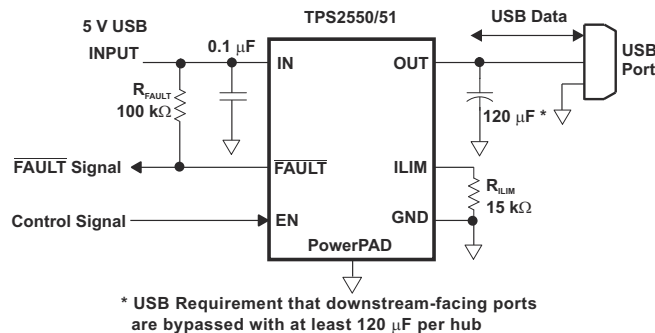 TPS2550/51
5 V USB
INPUT
0.1 μF
IN
OUT
USB Data
USB
Port
R_FAULT
100 kΩ
120 μF *
FAULT Signal
FAULT
ILIM
R_ILIM
15 kΩ
Control Signal
EN
GND
PowerPAD
* USB Requirement that downstream-facing ports
are bypassed with at least 120 μF per hub